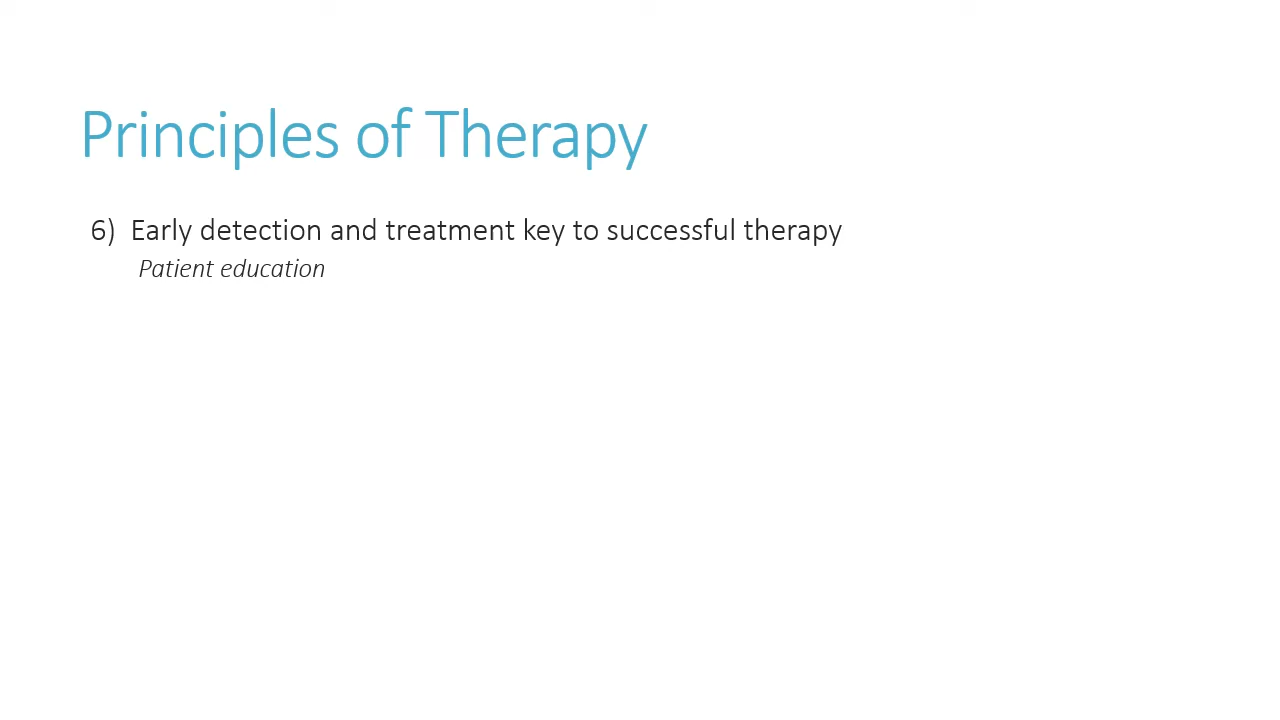 Principles of Therapy
6) Early detection and treatment key to successful therapy
Patient education